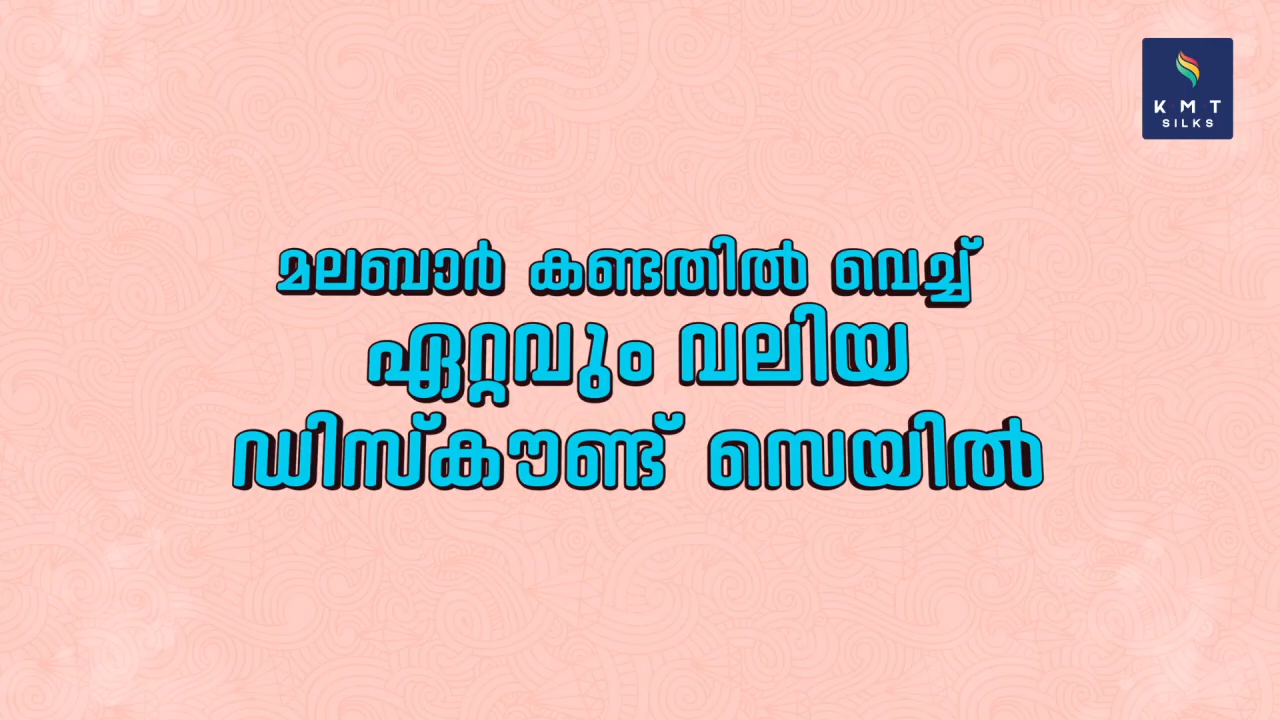 KMT
SILKS
മലബാർ കണ്ടതിൽ വെച്ച്
ഏറ്റവും വലിയ
ഡിസ്കൗണ്ട് സെയിൽ